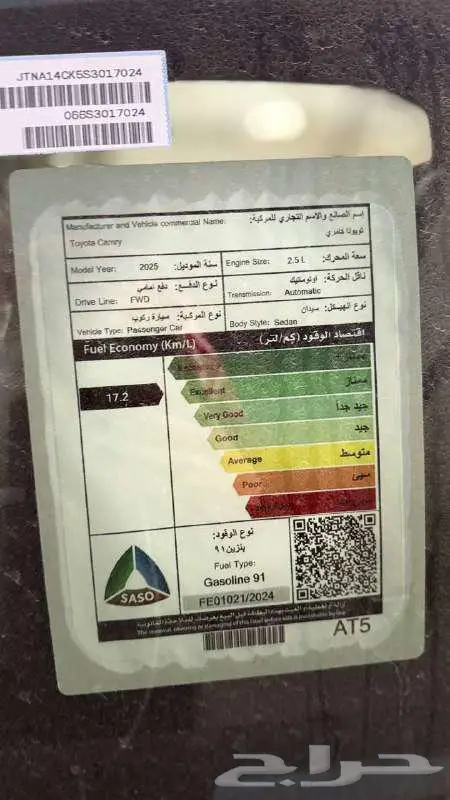 JTNA14CK5S3017024
066S3017024
Manufacturer and Vehicle commercial Name: إسم الصانع والاسم التجاري للمركبة:
Toyota Camry تويوتا كامري
Model Year: 2025 سنة الموديل: Engine Size: 2.5 L سعة المحرك:
نوع الدفع: دفع امامي ناقل الحركة: اوتوماتيك
Drive Line: FWD Transmission: Automatic
نوع المركبة: سيارة ركوب نوع الهيكل: سيدان
Vehicle Type: Passenger Car Body Style: Sedan
Fuel Economy (Km/L) اقتصاد الوقود (كم/لتر)
17.2
Excellent ممتاز
Very Good جيد جداً
Good جيد
Average متوسط
Poor سيئ
نوع الوقود:
بنزين ٩١
Fuel Type:
Gasoline 91
SASO
FE01021/2024
AT5
حراج